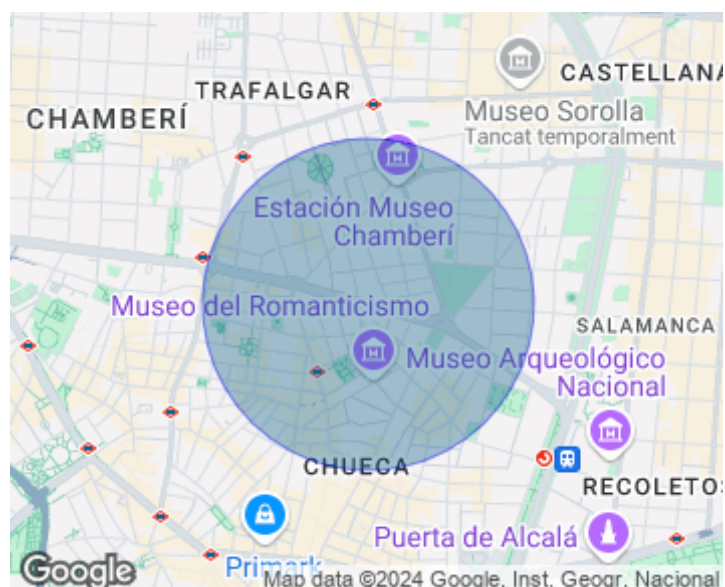 CASTELLANA
TRAFALGAR
Museo Sorolla
Tancat temporalment
CHAMBERÍ
Estación Museo
Chamberí
Museo del Romanticismo
SALAMANCA
Museo Arqueológico
Nacional
CHUECA
RECOLETOS
Puerta de Alcalá
Primark
Google
Map data ©2024 Google, Inst. Geogr. Nacional